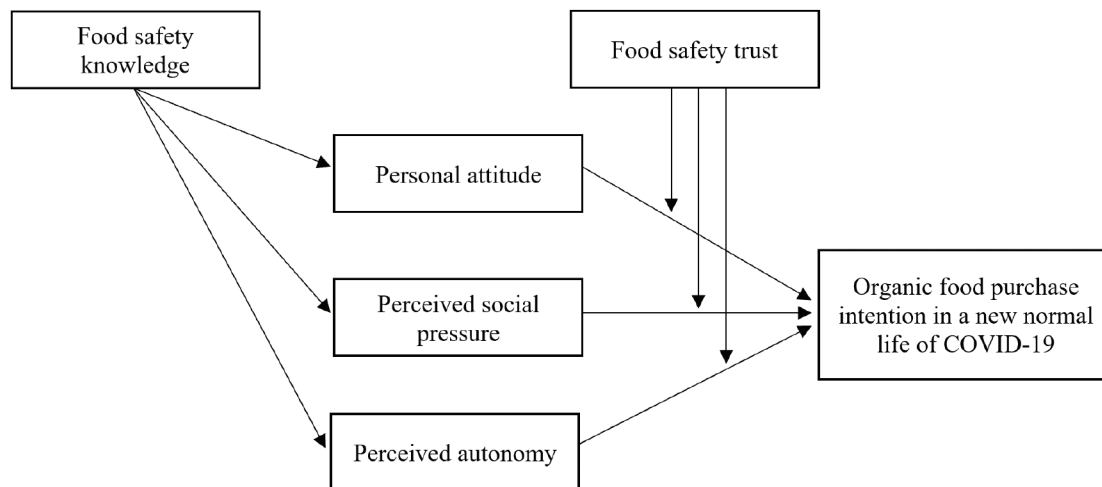 Food safety
knowledge
Food safety trust
Personal attitude
Perceived social
pressure
Organic food purchase
intention in a new normal
life of COVID-19
Perceived autonomy